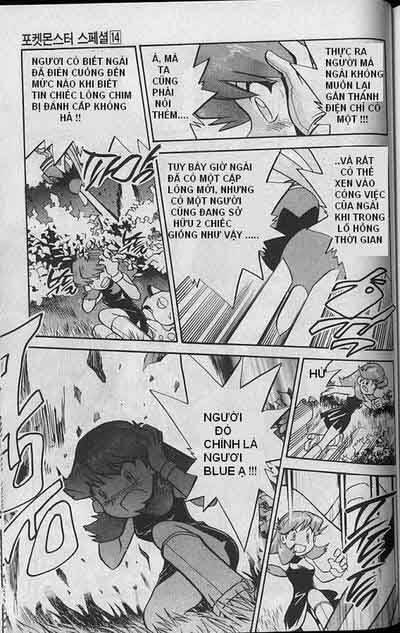 포켓몬스터 스페셜 14
THỰC RA
NGƯỜI MÀ
NGÀI KHÔNG
MUỐN LẠI
GẦN THÁNH
ĐIỆN CHỈ CÓ
MỘT !!!
À, MÀ
TA
CŨNG
PHẢI
NÓI
THÊM....
NGƯƠI CÓ BIẾT NGÀI
ĐÃ ĐIÊN CUỒNG ĐẾN
MỨC NÀO KHI BIẾT
TIN CHIẾC LÔNG CHIM
BỊ ĐÁNH CẮP KHÔNG
HẢ !!
..VÀ RẤT
CÓ THỂ
XEN VÀO
CÔNG VIỆC
CỦA NGÀI
KHI TRONG
LỖ HỔNG
THỜI GIAN
TUY BÂY GIỜ NGÀI
ĐÃ CÓ MỘT CẶP
LÔNG MỚI, NHƯNG
CÓ MỘT NGƯỜI
CŨNG ĐANG SỞ
HỮU 2 CHIẾC
GIỐNG NHƯ VẬY .....
HỪ
NGƯỜI
ĐÓ
CHÍNH LÀ
NGƯƠI
BLUE Ạ !!!